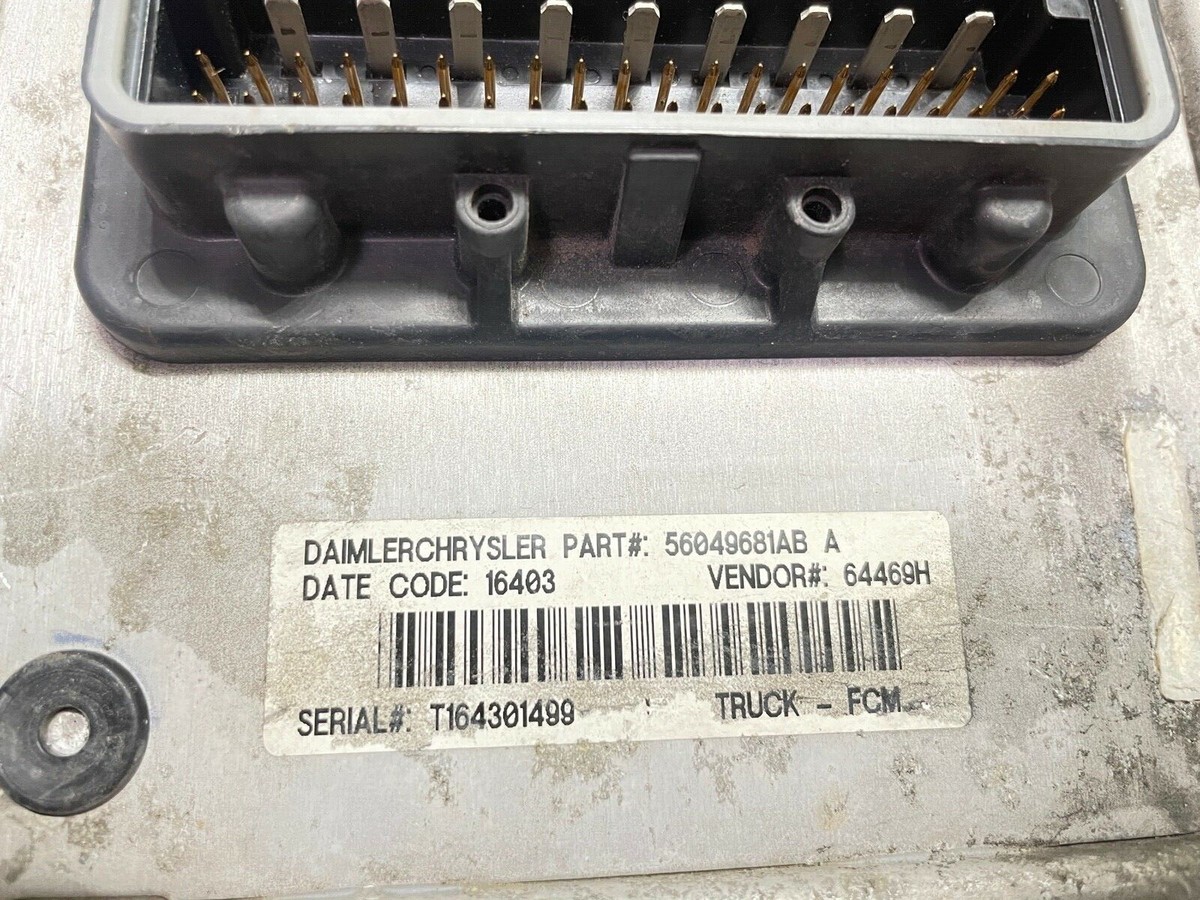 DAIMLERCHRYSLER PART#: 56049681AB A
DATE CODE: 16403 VENDOR#: 64469H
SERIAL#: T164301499 TRUCK - FCM